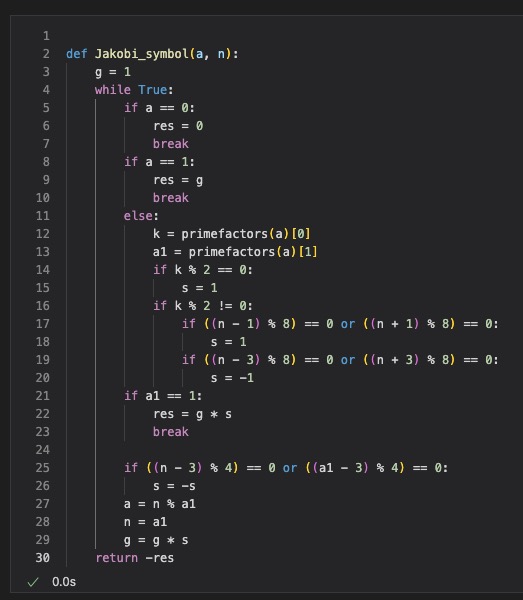 1
2 def Jakobi_symbol(a, n):
3     g = 1
4     while True:
5         if a == 0:
6             res = 0
7             break
8         if a == 1:
9             res = g
10             break
11         else:
12             k = primefactors(a)[0]
13             a1 = primefactors(a)[1]
14             if k % 2 == 0:
15                 s = 1
16             if k % 2 != 0:
17                 if ((n - 1) % 8) == 0 or ((n + 1) % 8) == 0:
18                     s = 1
19                 if ((n - 3) % 8) == 0 or ((n + 3) % 8) == 0:
20                     s = -1
21         if a1 == 1:
22             res = g * s
23             break
24
25         if ((n - 3) % 4) == 0 or ((a1 - 3) % 4) == 0:
26             s = -s
27         a = n % a1
28         n = a1
29         g = g * s
30     return -res
0.0s